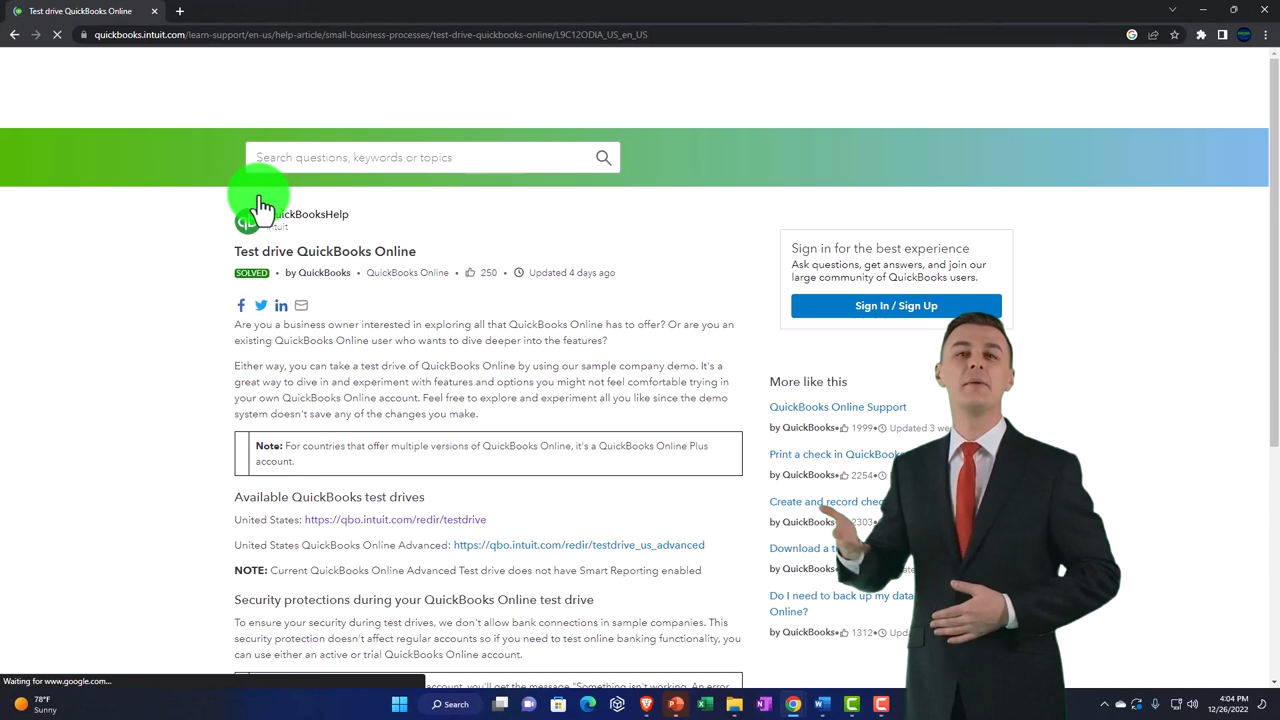 Test drive QuickBooks Online
quickbooks.intuit.com/learn-support/en-us/help-article/small-business-processes/test-drive-quickbooks-online/L9C12ODIA_US_en_US
Search questions, keywords or topics
QuickBooksHelp
Intuit
Test drive QuickBooks Online
SOLVED • by QuickBooks • QuickBooks Online • 250 • Updated 4 days ago
Are you a business owner interested in exploring all that QuickBooks Online has to offer? Or are you an
existing QuickBooks Online user who wants to dive deeper into the features?
Either way, you can take a test drive of QuickBooks Online by using our sample company demo. It's a
great way to dive in and experiment with features and options you might not feel comfortable trying in
your own QuickBooks Online account. Feel free to explore and experiment all you like since the demo
system doesn't save any of the changes you make.
Note: For countries that offer multiple versions of QuickBooks Online, it's a QuickBooks Online Plus
account.
Available QuickBooks test drives
United States: https://qbo.intuit.com/redir/testdrive
United States QuickBooks Online Advanced: https://qbo.intuit.com/redir/testdrive_us_advanced
NOTE: Current QuickBooks Online Advanced Test drive does not have Smart Reporting enabled
Security protections during your QuickBooks Online test drive
To ensure your security during test drives, we don't allow bank connections in sample companies. This
security protection doesn't affect regular accounts so if you need to test online banking functionality, you
can use either an active or trial QuickBooks Online account.
account, you'll get the message "Something isn't working. An error
Sign in for the best experience
Ask questions, get answers, and join our
large community of QuickBooks users.
Sign In / Sign Up
More like this
QuickBooks Online Support
by QuickBooks• 1999• Updated 3
Print a check in QuickBooks
by QuickBooks• 2254•
Create and record
by QuickBooks• 2303•
Download a
by QuickBooks•
Do I need to back up my data
Online?
by QuickBooks• 1312•
Waiting for www.google.com...
78°F
Sunny
Search
4:04 PM
12/26/2022